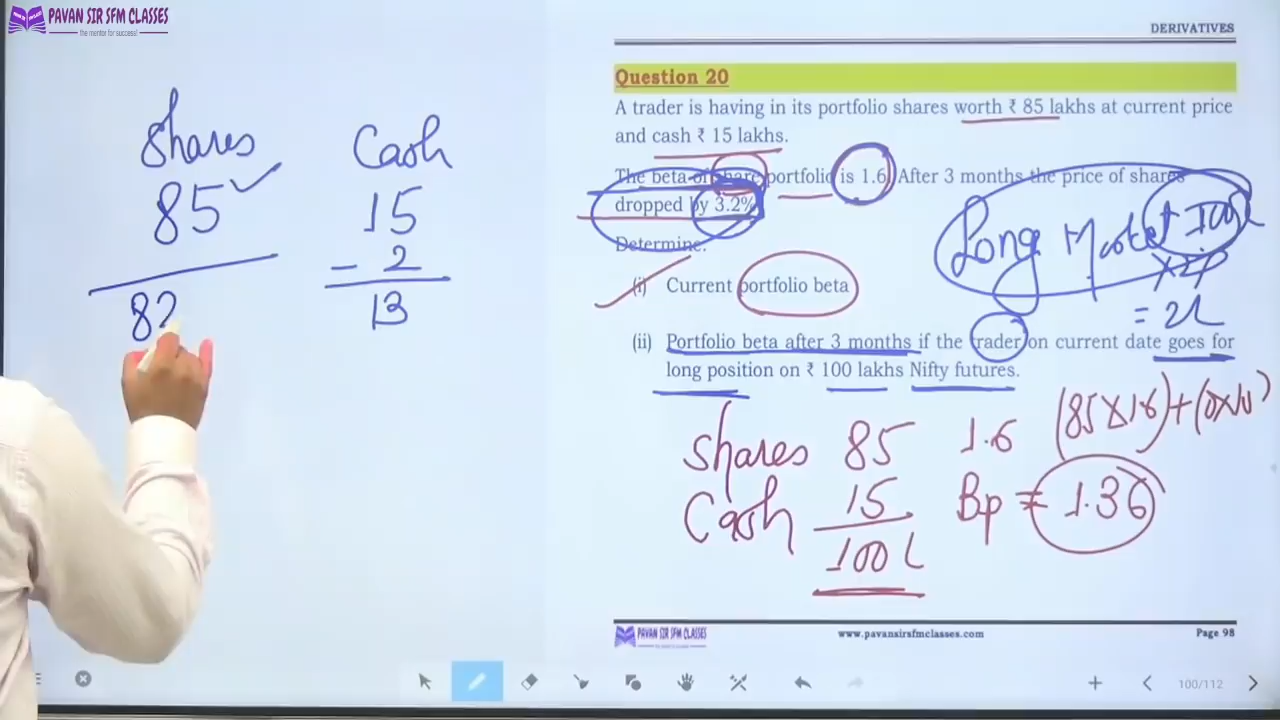 PAVAN SIR SFM CLASSES
the mentor for success!
DERIVATIVES
Question 20
A trader is having in its portfolio shares worth ₹ 85 lakhs at current price
and cash ₹ 15 lakhs.
The beta of share portfolio is 1.6. After 3 months the price of shares
dropped by 3.2%
Determine:
(i) Current portfolio beta
(ii) Portfolio beta after 3 months if the trader on current date goes for
long position on ₹ 100 lakhs Nifty futures.
Shares Cash
85 15
- 2
82 13
Long Market 100L
= 2L
Shares 85 1.6 (85×1.6)+(0×15)
Cash 15 Bp = 1.36
100 L
PAVAN SIR SFM CLASSES
www.pavansirsfmclasses.com
Page 98
100/112